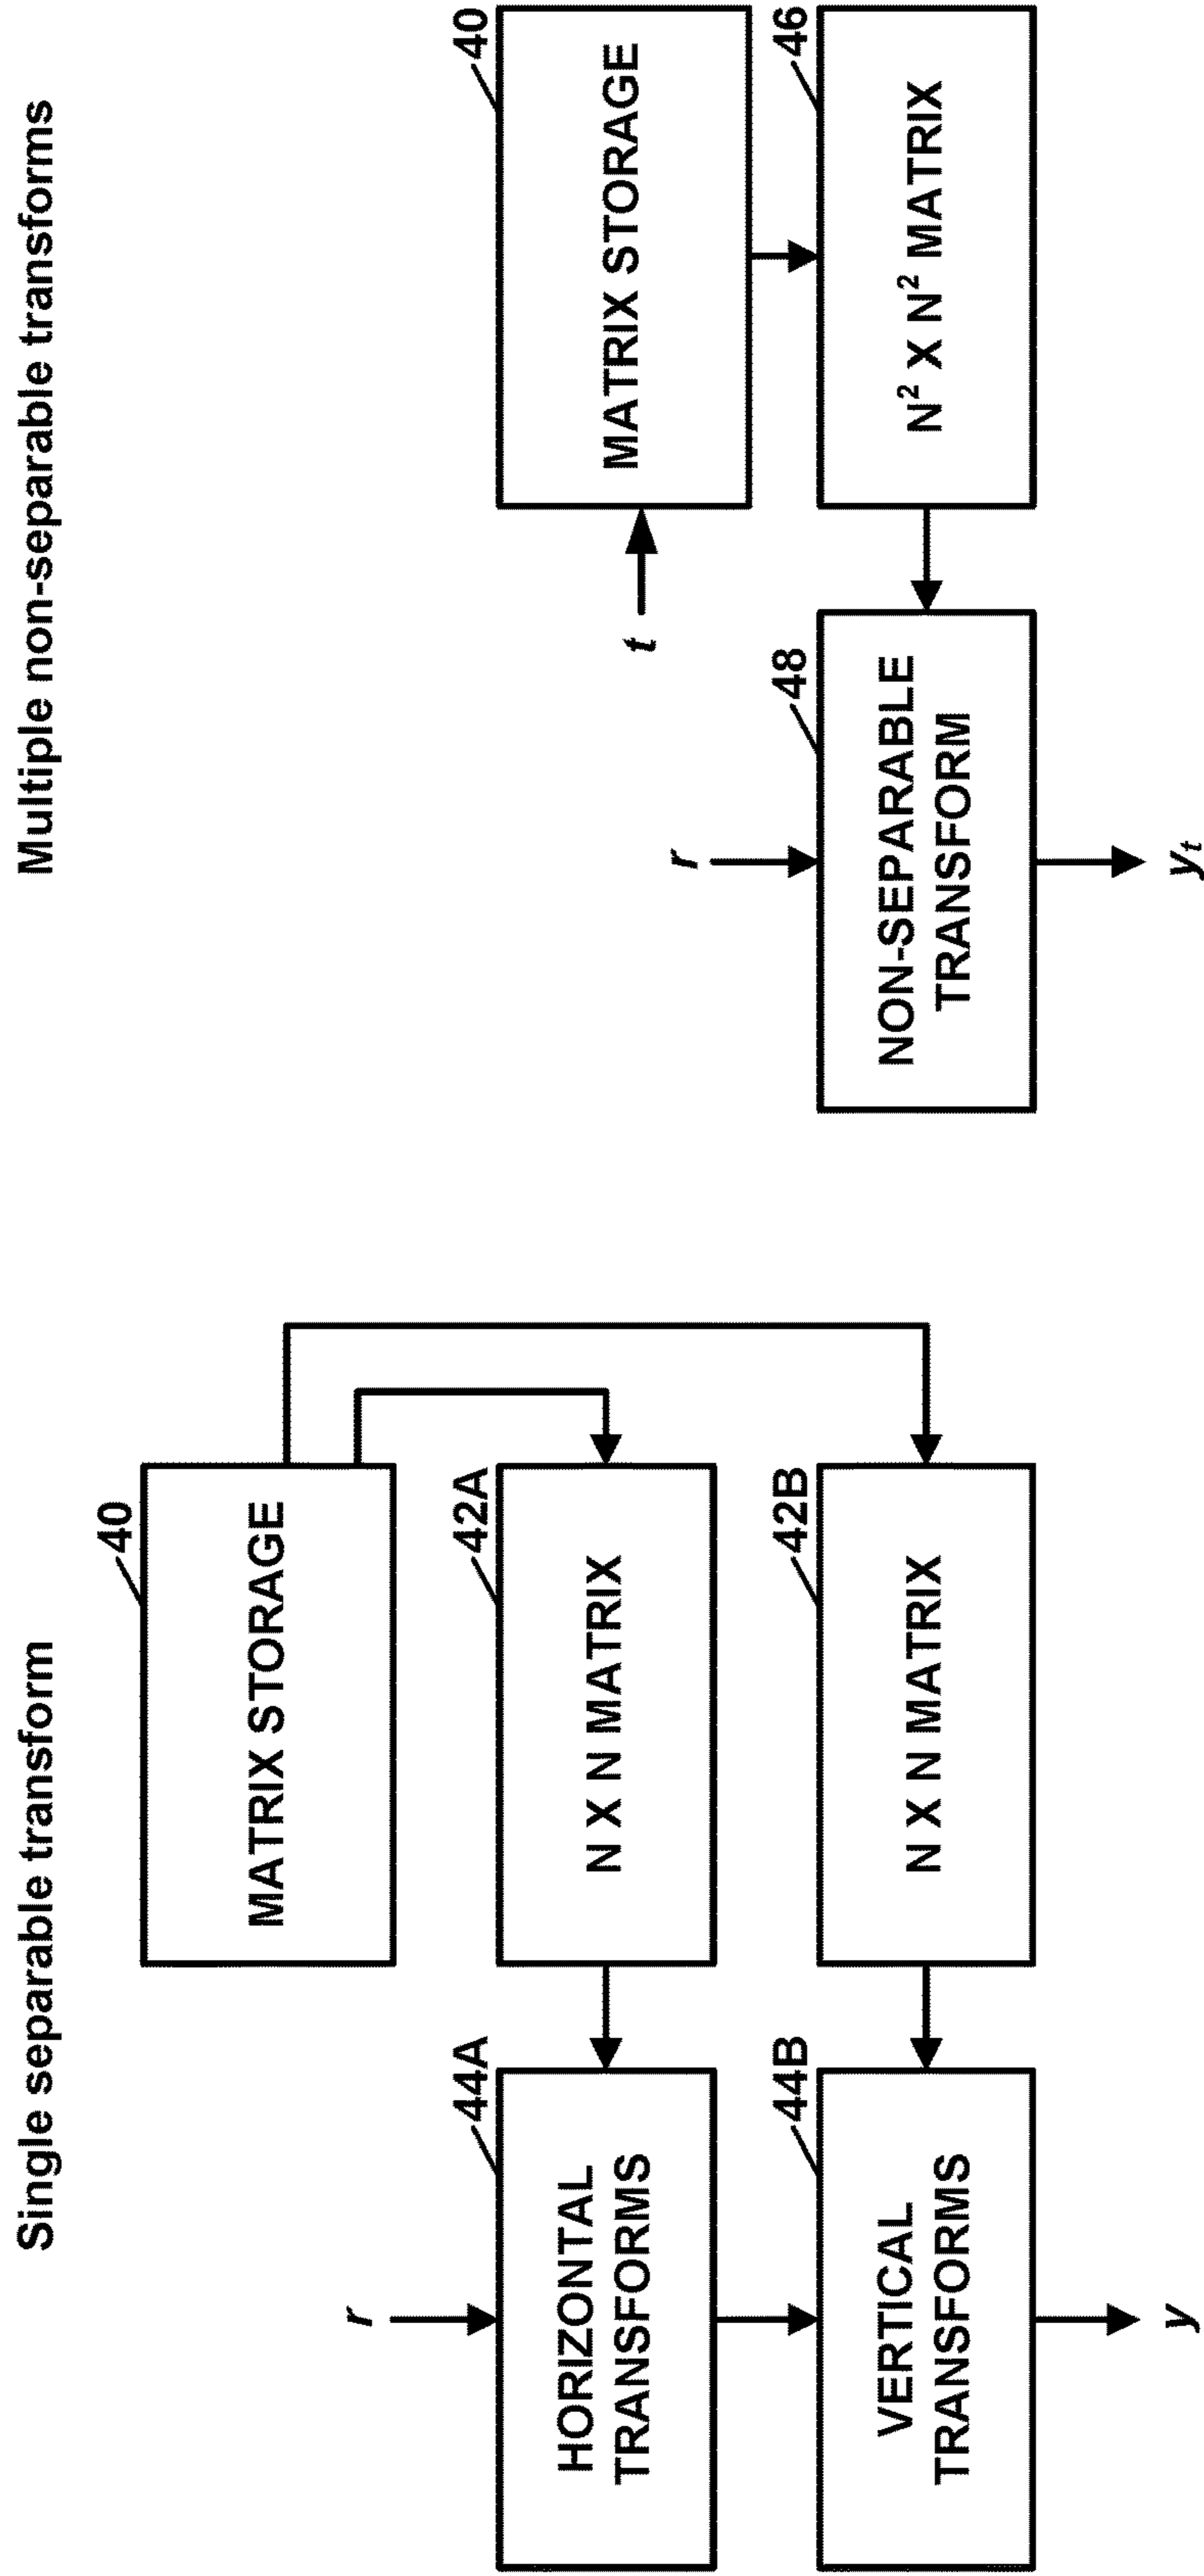 Single separable transform
40
MATRIX STORAGE
r
44A
HORIZONTAL
TRANSFORMS
42A
N X N MATRIX
44B
VERTICAL
TRANSFORMS
42B
N X N MATRIX
y
Multiple non-separable transforms
t
40
MATRIX STORAGE
r
48
NON-SEPARABLE
TRANSFORM
46
N² X N² MATRIX
yₜ